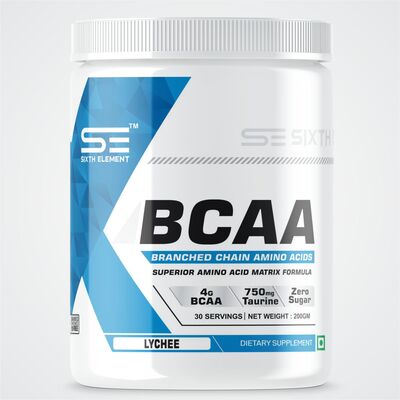 SE™
SIXTH ELEMENT
SE SIXTH
BCAA
BRANCHED CHAIN AMINO ACIDS
SUPERIOR AMINO ACID MATRIX FORMULA
4G 750mg Zero
BCAA Taurine Sugar
30 SERVINGS | NET WEIGHT : 200GM
LYCHEE DIETARY SUPPLEMENT